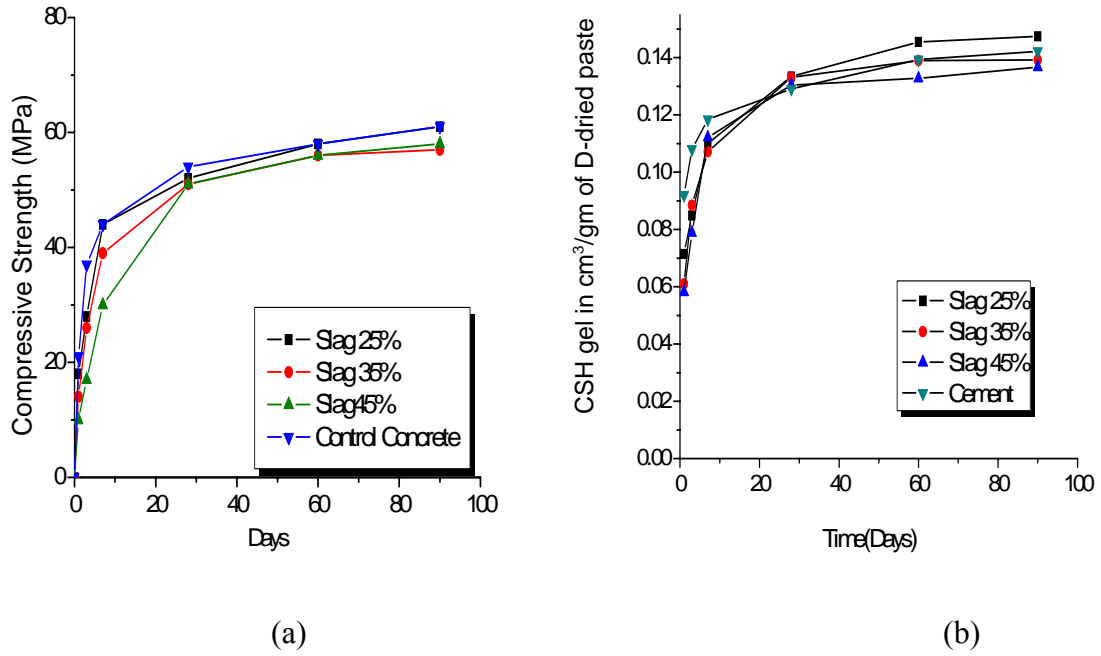 Compressive Strength (MPa)
80
60
40
20
0
0 20 40 60 80 100
Days
Slag 25%
Slag 35%
Slag45%
Control Concrete
(a)
CSH gel in cm³/gm of D-dried paste
0.14
0.12
0.10
0.08
0.06
0.04
0.02
0.00
0 20 40 60 80 100
Time(Days)
Slag 25%
Slag 35%
Slag 45%
Cement
(b)